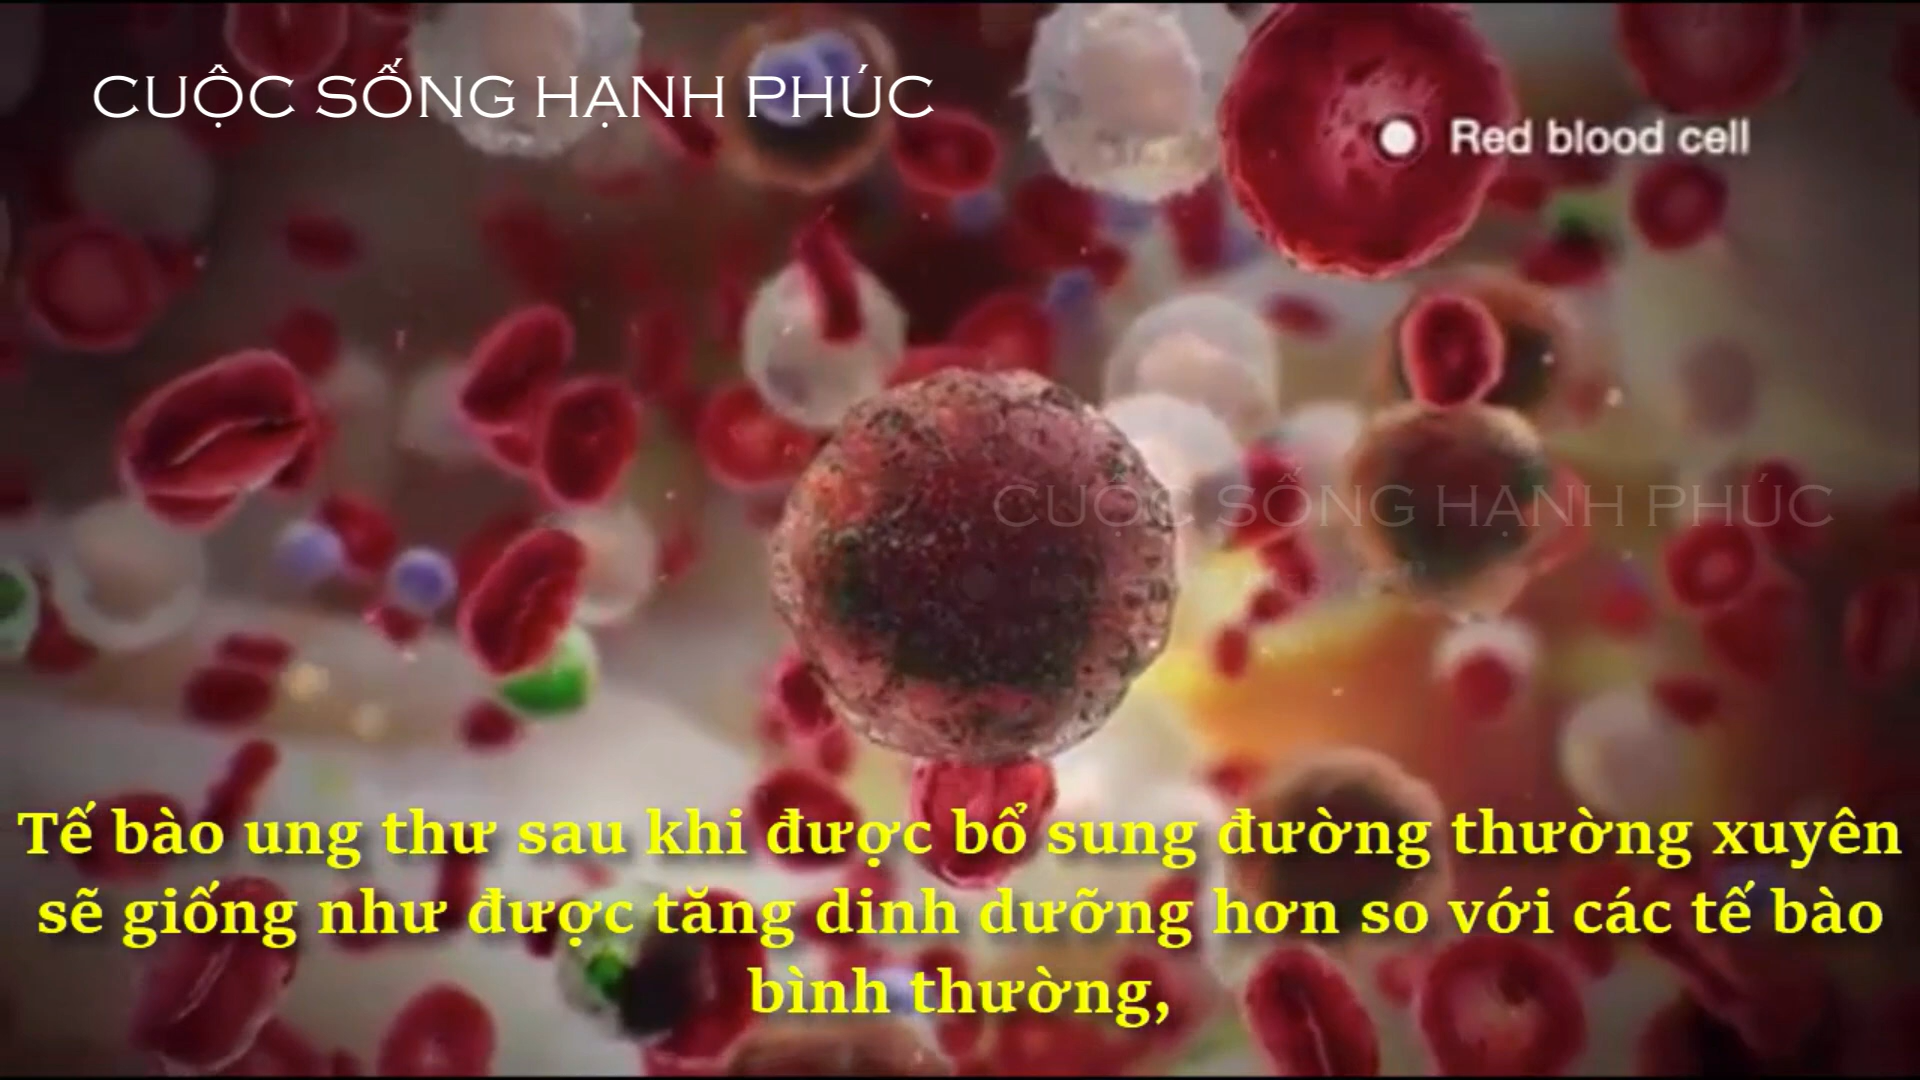 CUỘC SỐNG HẠNH PHÚC
Red blood cell
CUỘC SỐNG HẠNH PHÚC
Tế bào ung thư sau khi được bổ sung đường thường xuyên
sẽ giống như được tăng dinh dưỡng hơn so với các tế bào
bình thường,